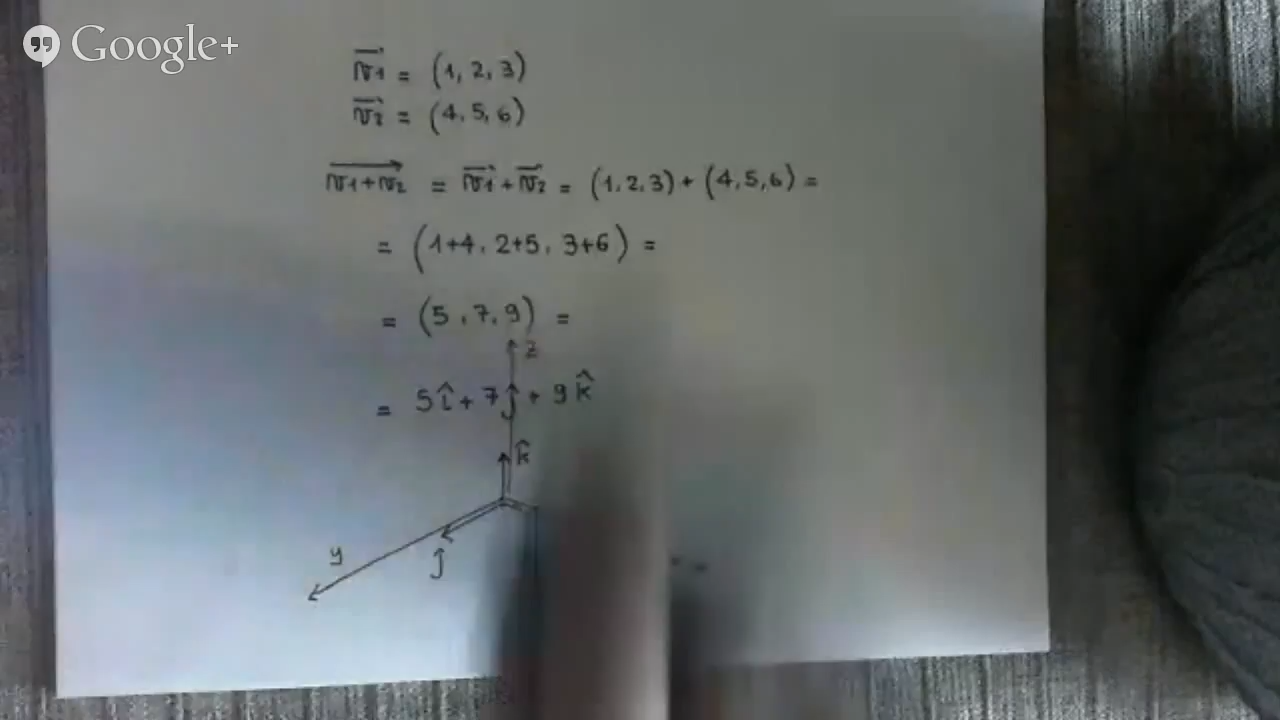 Google+
v1 = (1, 2, 3)
v2 = (4, 5, 6)
v1+v2 = v1 + v2 = (1, 2, 3) + (4, 5, 6) =
= (1+4, 2+5, 3+6) =
= (5, 7, 9) =
z
= 5î + 7ĵ + 9k̂
k̂
y
ĵ